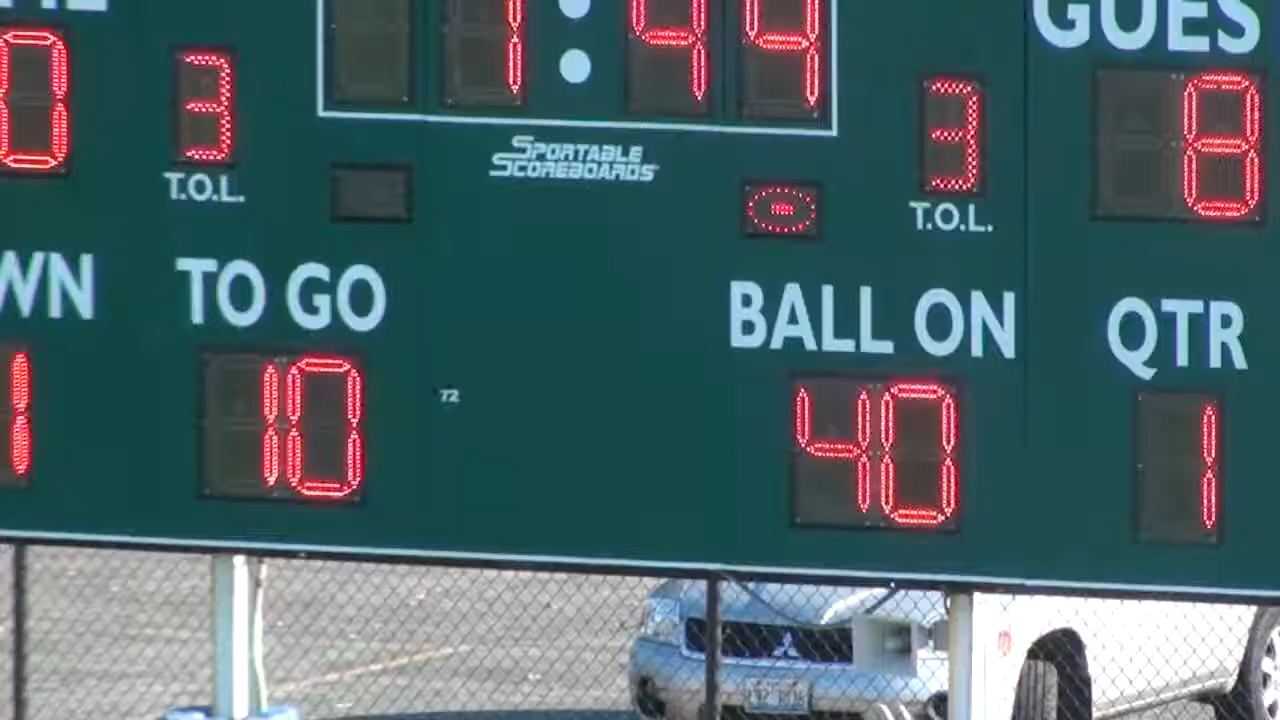 1:44
GUES
0 3 3 8
SPORTABLE
SCOREBOARDS
T.O.L. T.O.L.
WN TO GO BALL ON QTR
1 10 72 40 1